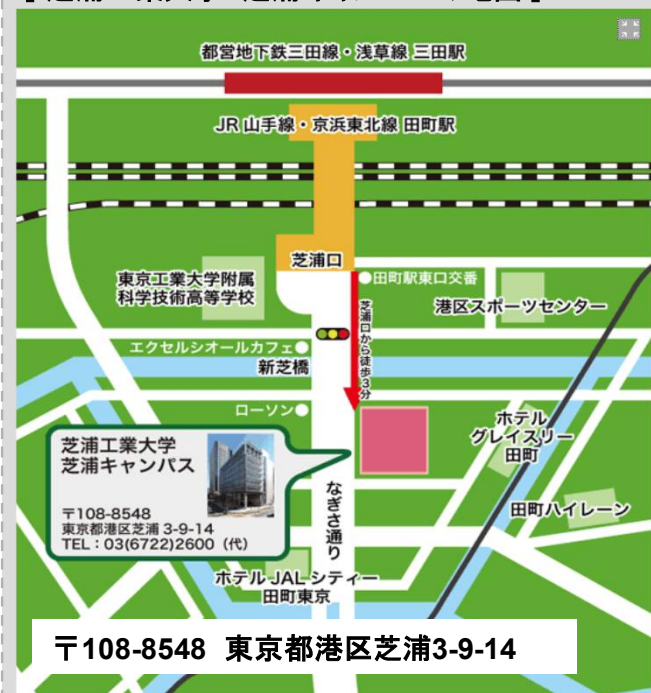 都営地下鉄三田線・浅草線 三田駅
JR 山手線・京浜東北線 田町駅
芝浦口
田町駅東口交番
東京工業大学附属
科学技術高等学校
港区スポーツセンター
芝浦口から徒歩3分
エクセルシオールカフェ
新芝橋
ローソン
ホテル
グレイスリー
田町
芝浦工業大学
芝浦キャンパス
〒108-8548
東京都港区芝浦 3-9-14
TEL：03(6722)2600（代）
なぎさ通り
田町ハイレーン
ホテル JAL シティー
田町東京
〒108-8548 東京都港区芝浦3-9-14